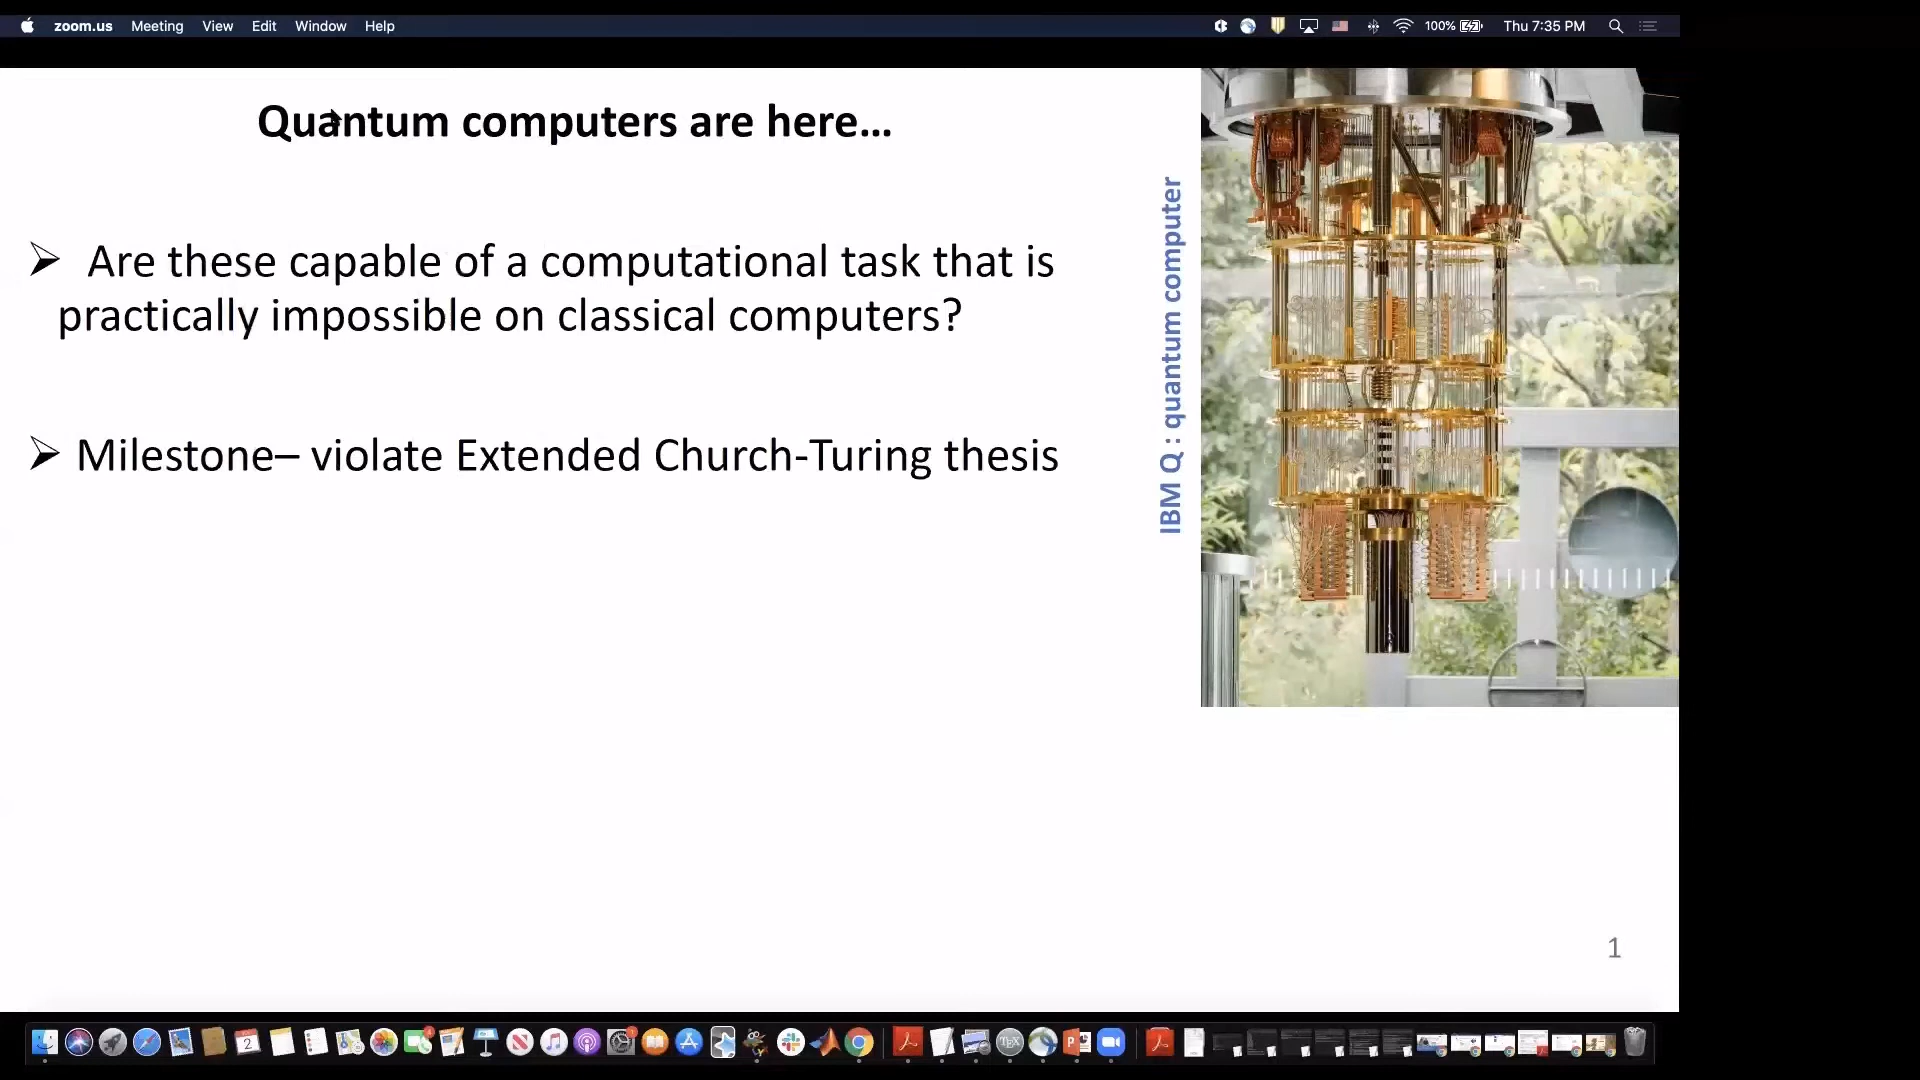 zoom.us Meeting View Edit Window Help 100% Thu 7:35 PM
Quantum computers are here...
➢ Are these capable of a computational task that is
practically impossible on classical computers?
➢ Milestone– violate Extended Church-Turing thesis
IBM Q : quantum computer
1
2
TEX